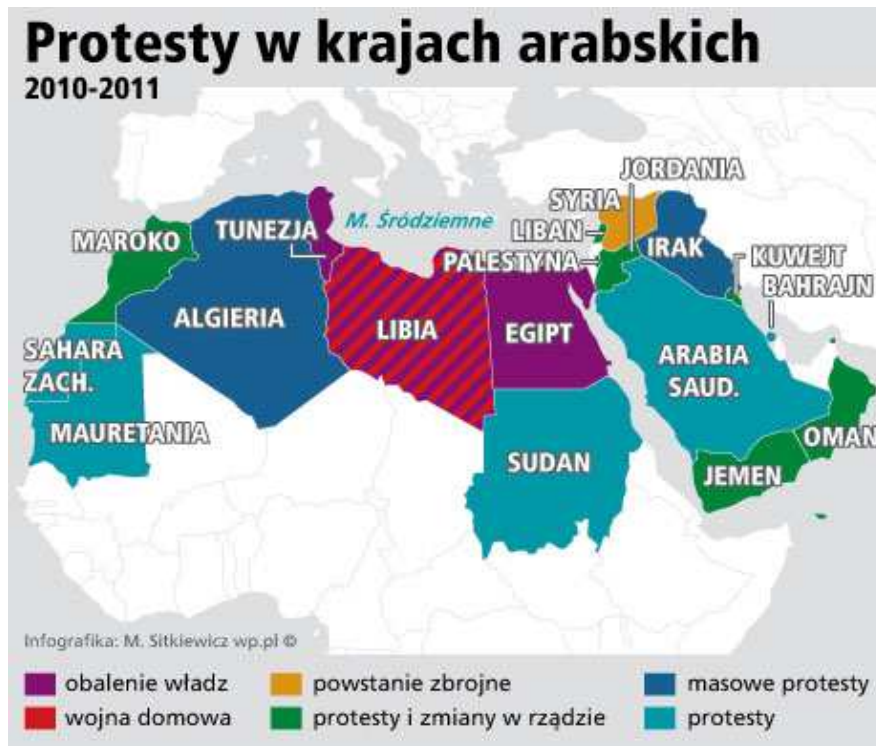 Protesty w krajach arabskich
2010-2011
JORDANIA
SYRIA
LIBAN
TUNEZJA
M. Śródziemne
MAROKO
PALESTYNA
IRAK
KUWEJT
BAHRAJN
ALGIERIA
LIBIA
EGIPT
SAHARA
ZACH.
ARABIA
SAUD.
MAURETANIA
OMAN
SUDAN
JEMEN
Infografika: M. Sitkiewicz wp.pl ©
obalenie władz
powstanie zbrojne
masowe protesty
wojna domowa
protesty i zmiany w rządzie
protesty